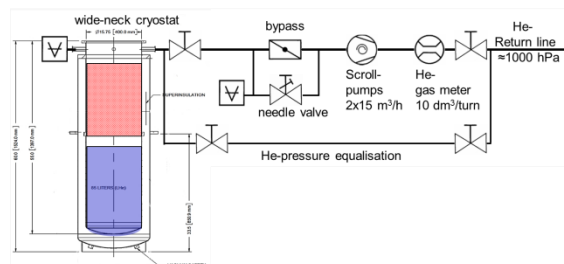 wide-neck cryostat
bypass
needle valve
Scroll-
pumps
2x15 m³/h
He-
gas meter
10 dm³/turn
He-
Return line
≈1000 hPa
He-pressure equalisation
SUPERINSULATION